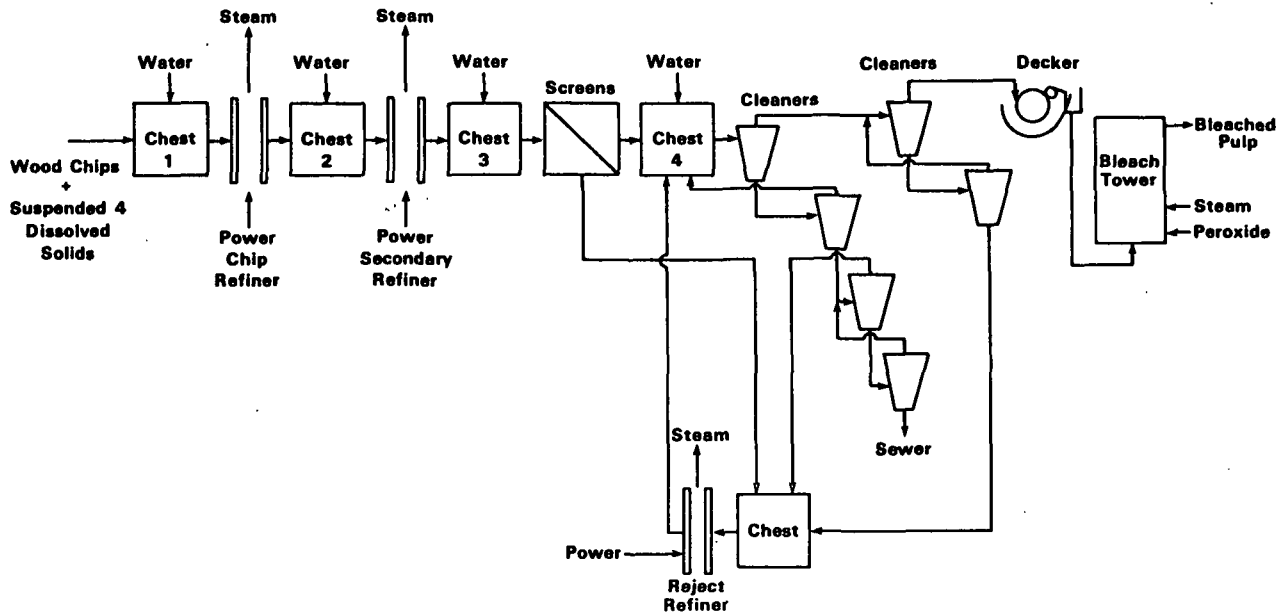 Steam
Steam
Water
Water
Water
Water
Screens
Cleaners
Cleaners
Decker
Chest
1
Chest
2
Chest
3
Chest
4
Wood Chips
+
Suspended 4
Dissolved
Solids
Power
Chip
Refiner
Power
Secondary
Refiner
Bleach
Tower
Bleached
Pulp
Steam
Peroxide
Sewer
Steam
Chest
Power
Reject
Refiner